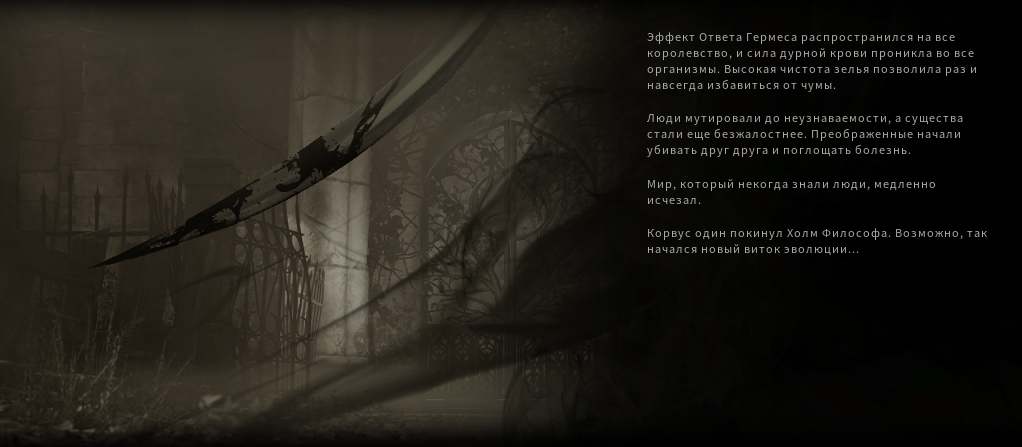 Эффект Ответа Гермеса распространился на все
королевство, и сила дурной крови проникла во все
организмы. Высокая чистота зелья позволила раз и
навсегда избавиться от чумы.
Люди мутировали до неузнаваемости, а существа
стали еще безжалостнее. Преображенные начали
убивать друг друга и поглощать болезнь.
Мир, который некогда знали люди, медленно
исчезал.
Корвус один покинул Холм Философа. Возможно, так
начался новый виток эволюции...